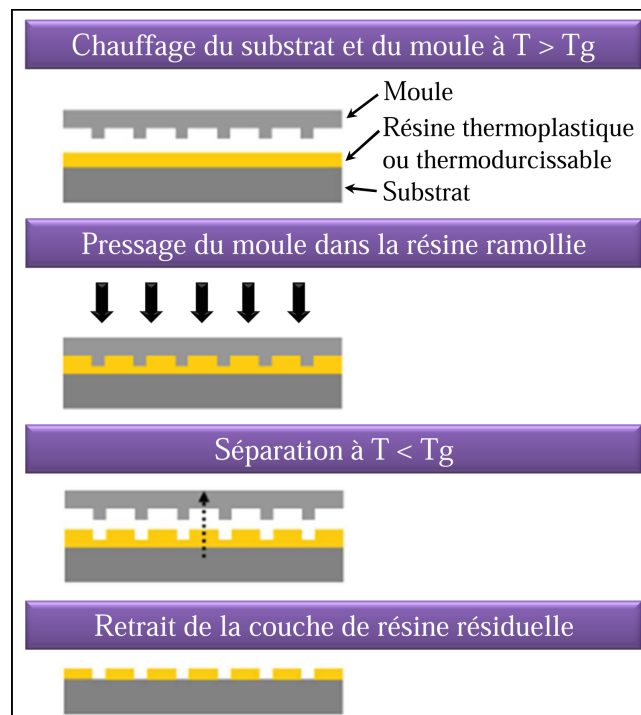 Chauffage du substrat et du moule à T > Tg
Moule
Résine thermoplastique
ou thermodurcissable
Substrat
Pressage du moule dans la résine ramollie
Séparation à T < Tg
Retrait de la couche de résine résiduelle